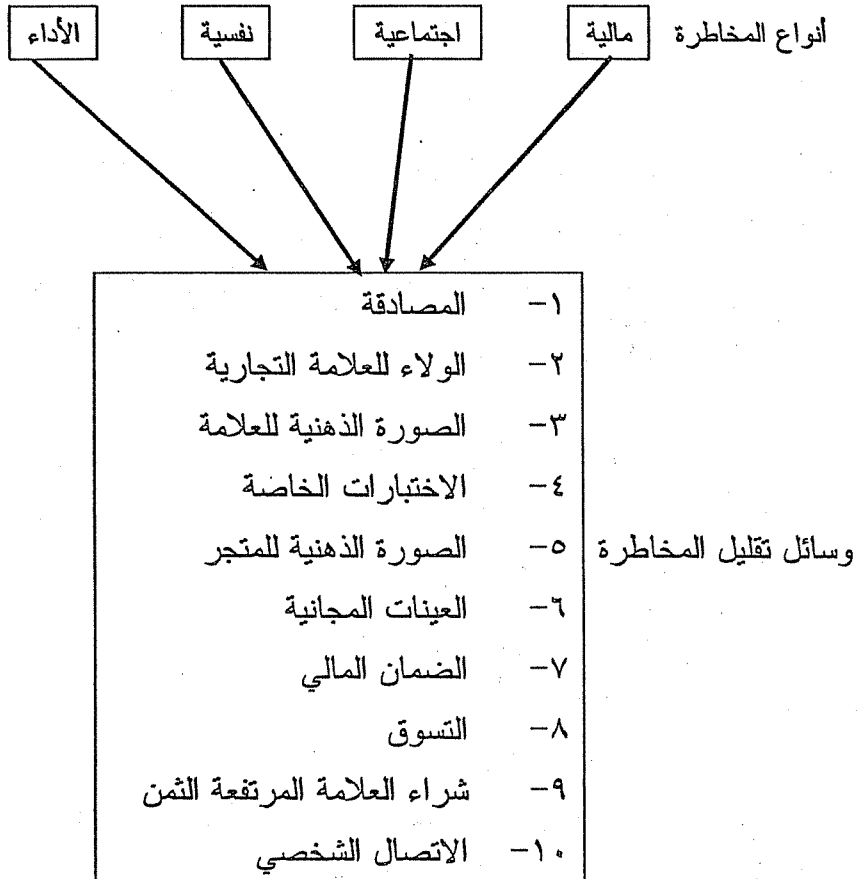 أنواع المخاطرة مالية اجتماعية نفسية الأداء
١- المصادقة
٢- الولاء للعلامة التجارية
٣- الصورة الذهنية للعلامة
٤- الاختبارات الخاصة
وسائل تقليل المخاطرة ٥- الصورة الذهنية للمتجر
٦- العينات المجانية
٧- الضمان المالي
٨- التسوق
٩- شراء العلامة المرتفعة الثمن
١٠- الاتصال الشخصي